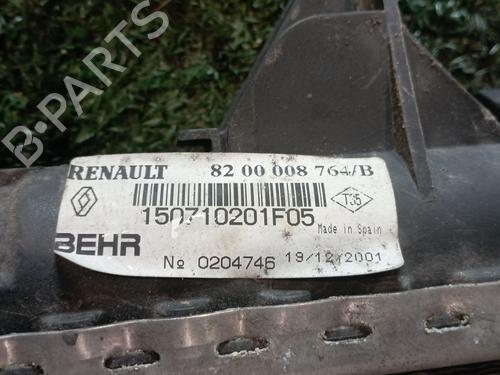 RENAULT 82 00 008 764/B
150710201F05
T35
Made in Spain
BEHR
№ 0204746 19/12/2001
B-PARTS